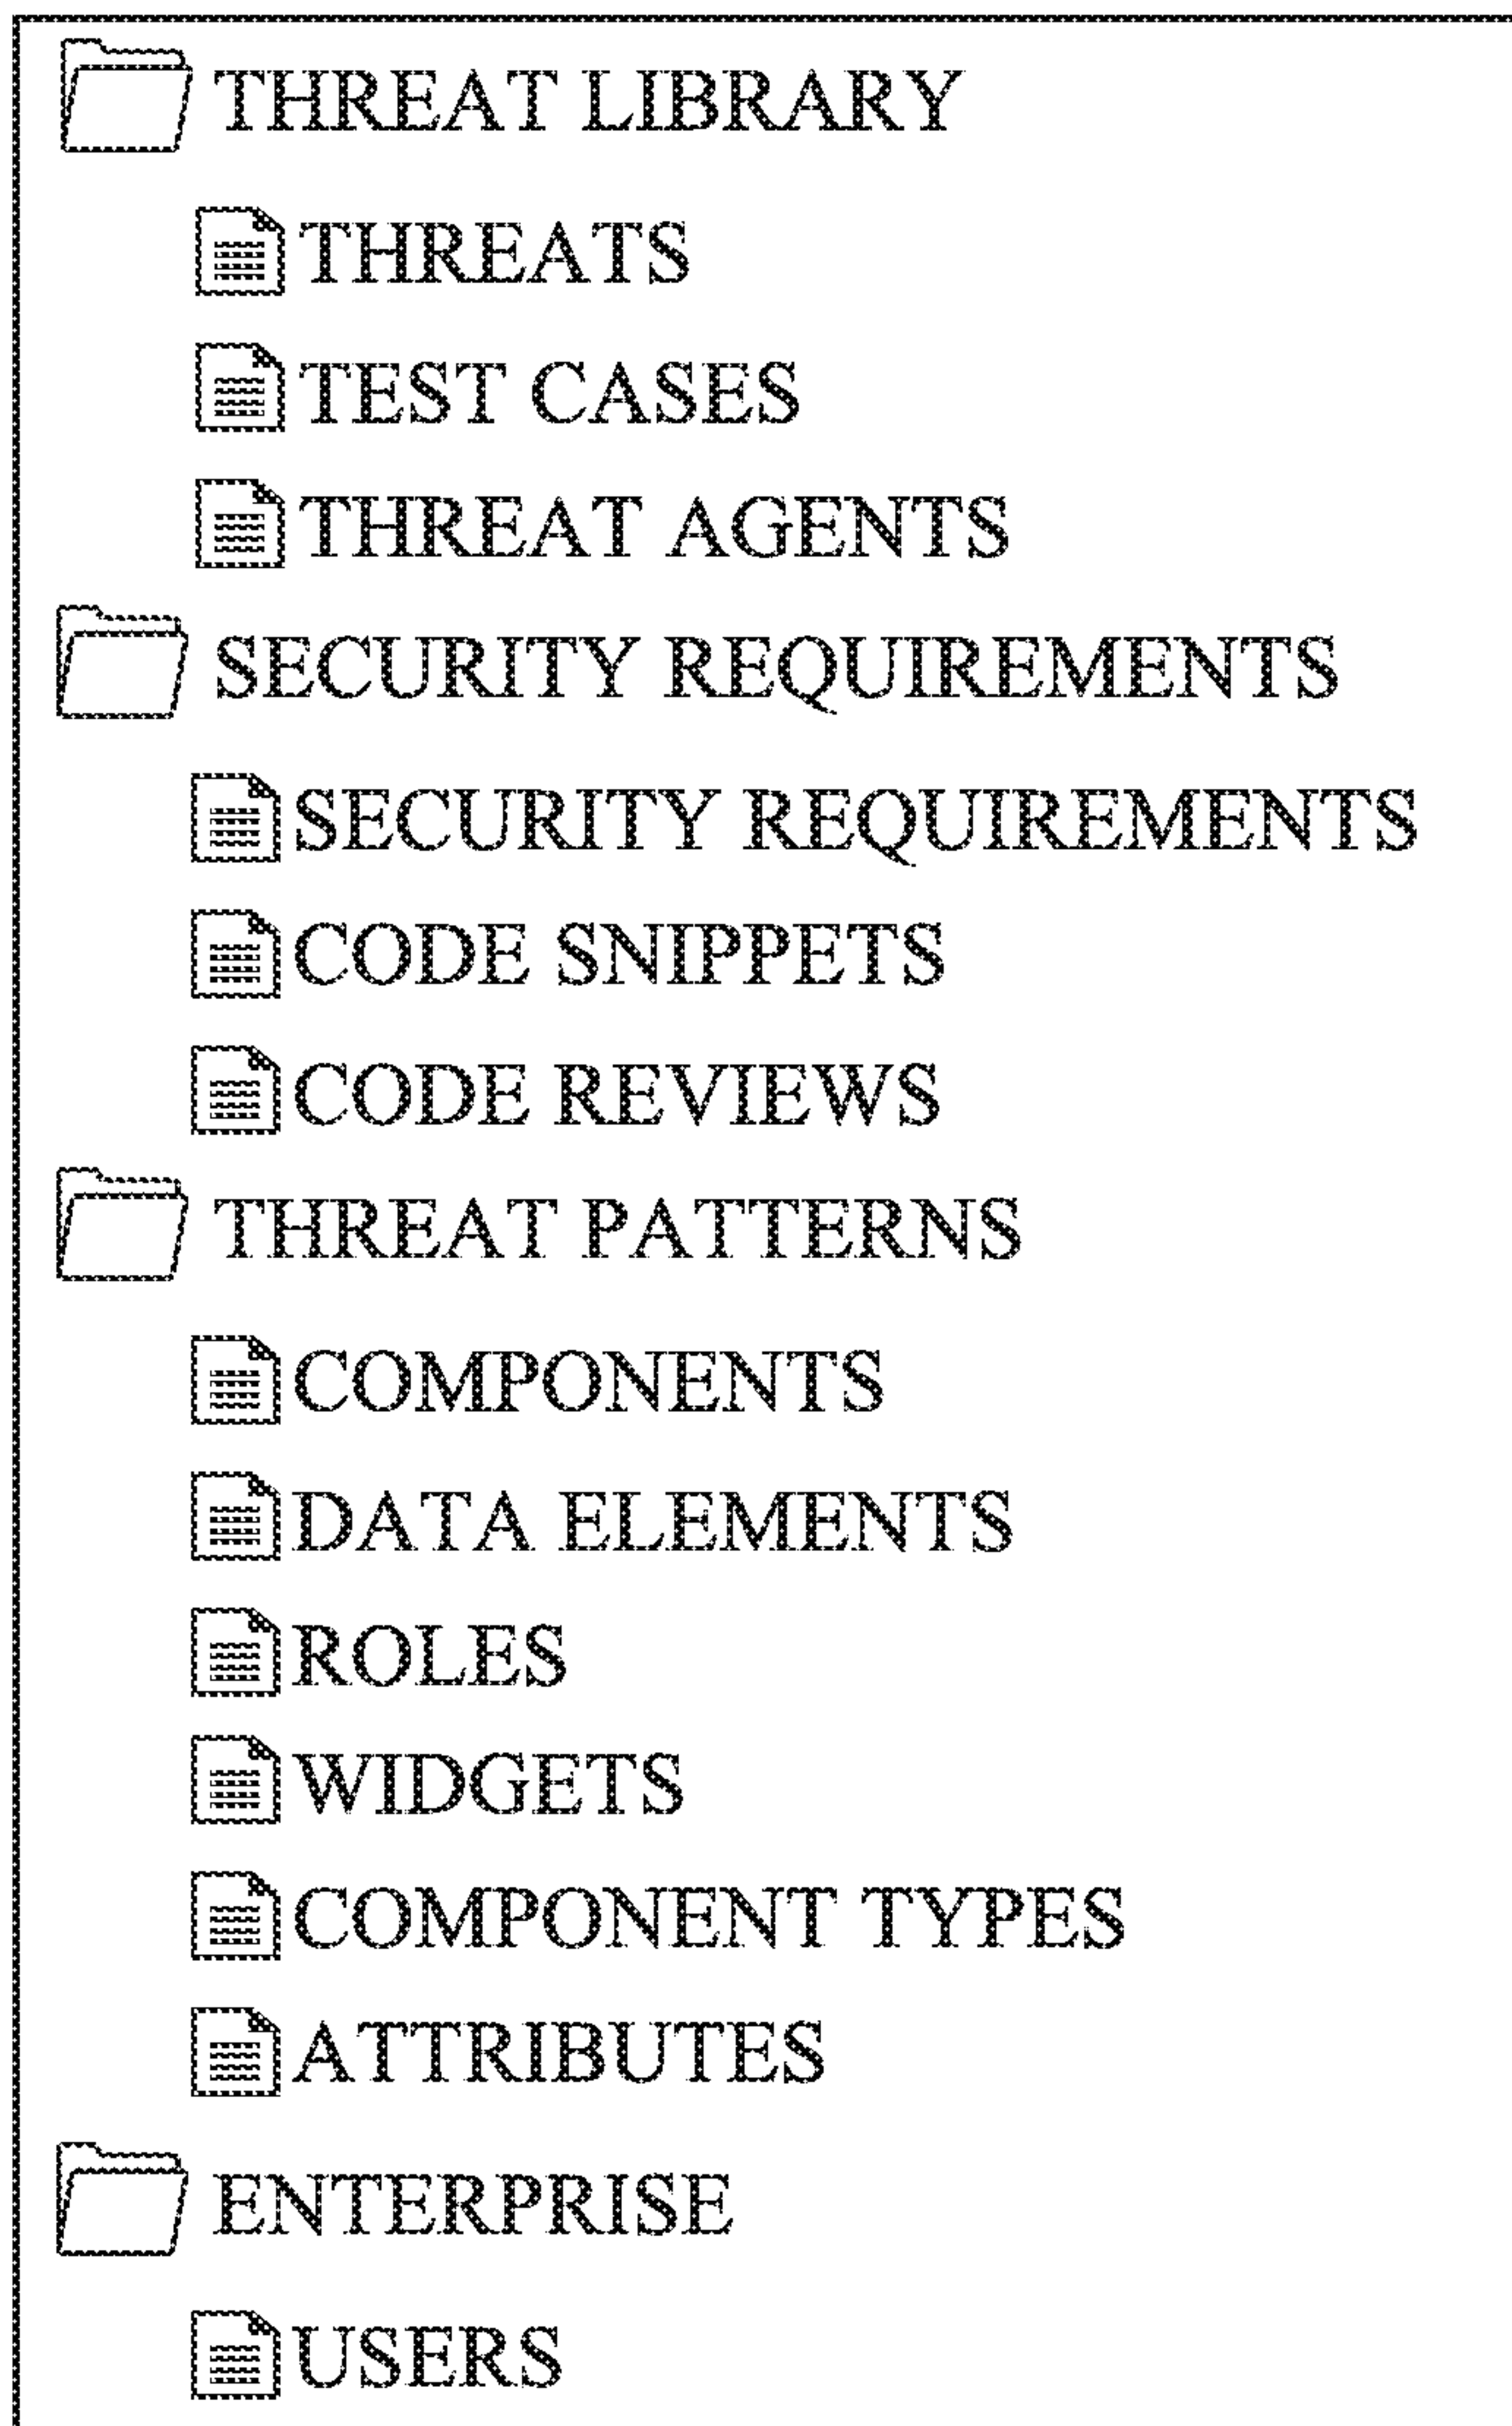 THREAT LIBRARY
THREATS
TEST CASES
THREAT AGENTS
SECURITY REQUIREMENTS
SECURITY REQUIREMENTS
CODE SNIPPETS
CODE REVIEWS
THREAT PATTERNS
COMPONENTS
DATA ELEMENTS
ROLES
WIDGETS
COMPONENT TYPES
ATTRIBUTES
ENTERPRISE
USERS